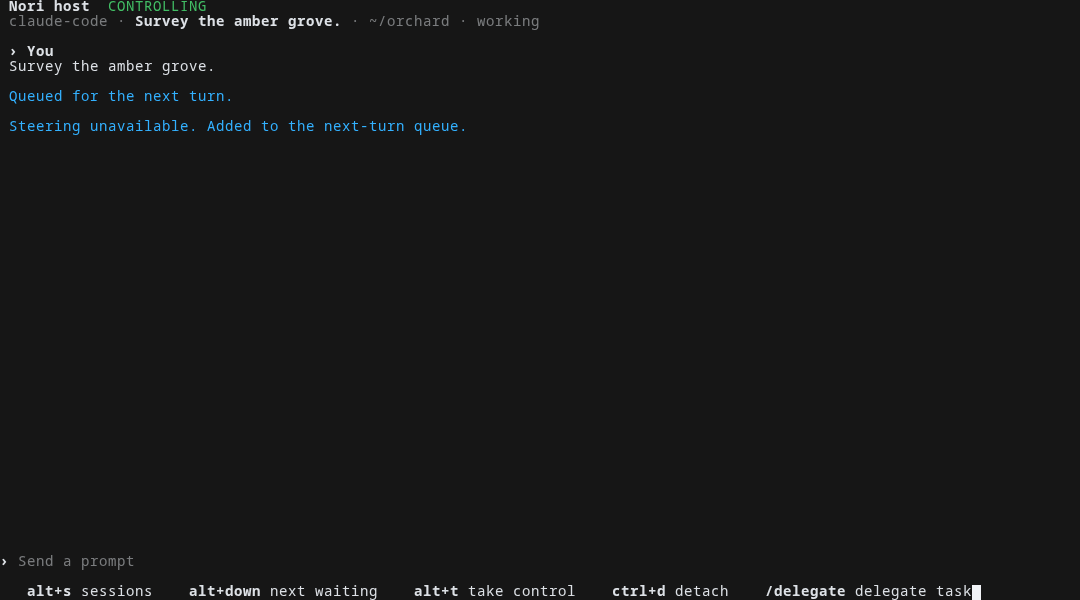 Nori host  CONTROLLING
claude-code · Survey the amber grove. · ~/orchard · working
› You
Survey the amber grove.
Queued for the next turn.
Steering unavailable. Added to the next-turn queue.
› Send a prompt
alt+s sessions    alt+down next waiting    alt+t take control    ctrl+d detach    /delegate delegate task